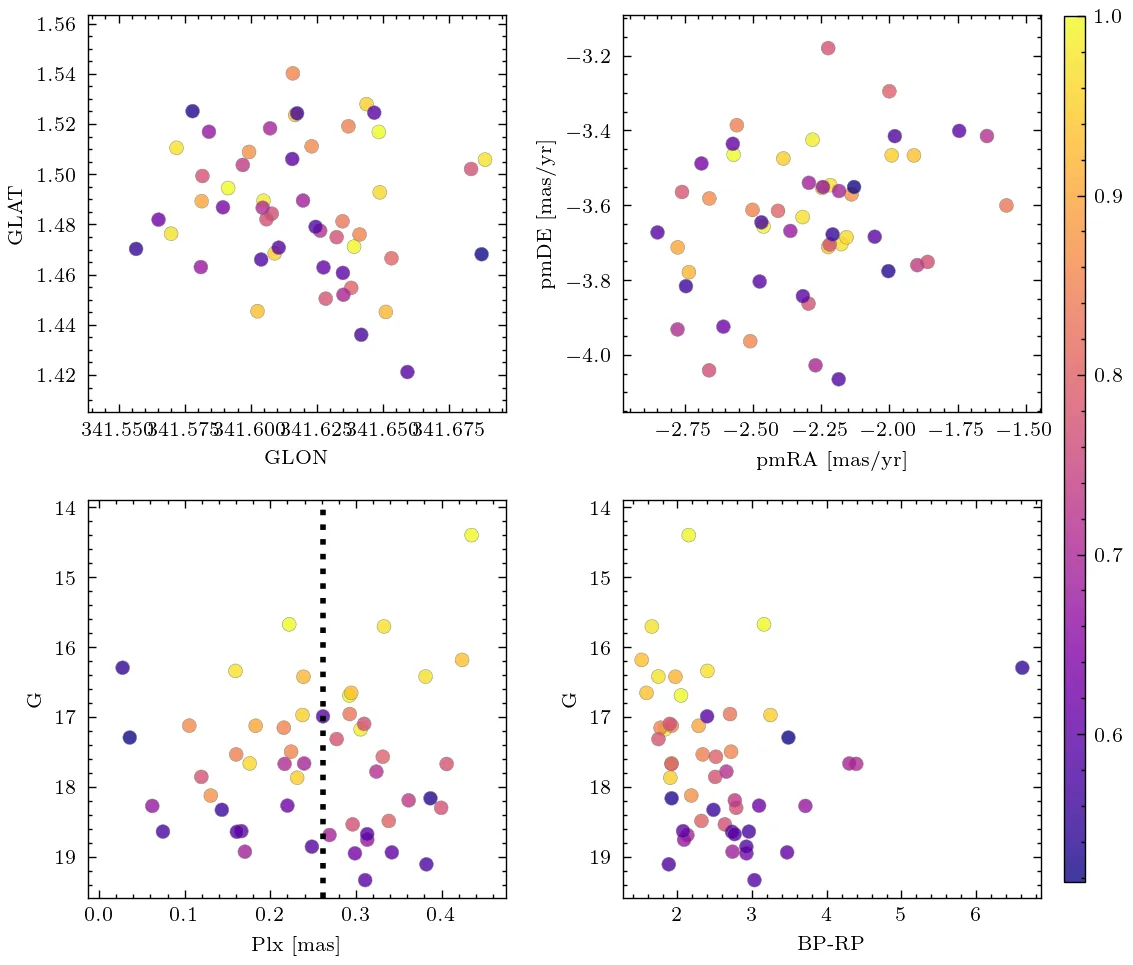 1.56
1.54
1.52
1.50
1.48
1.46
1.44
1.42
GLAT
341.550 341.575 341.600 341.625 341.650 341.675
GLON
−3.2
−3.4
−3.6
−3.8
−4.0
pmDE [mas/yr]
−2.75 −2.50 −2.25 −2.00 −1.75 −1.50
pmRA [mas/yr]
1.0
0.9
0.8
0.7
0.6
14
15
16
17
18
19
G
0.0 0.1 0.2 0.3 0.4
Plx [mas]
14
15
16
17
18
19
G
2 3 4 5 6
BP-RP